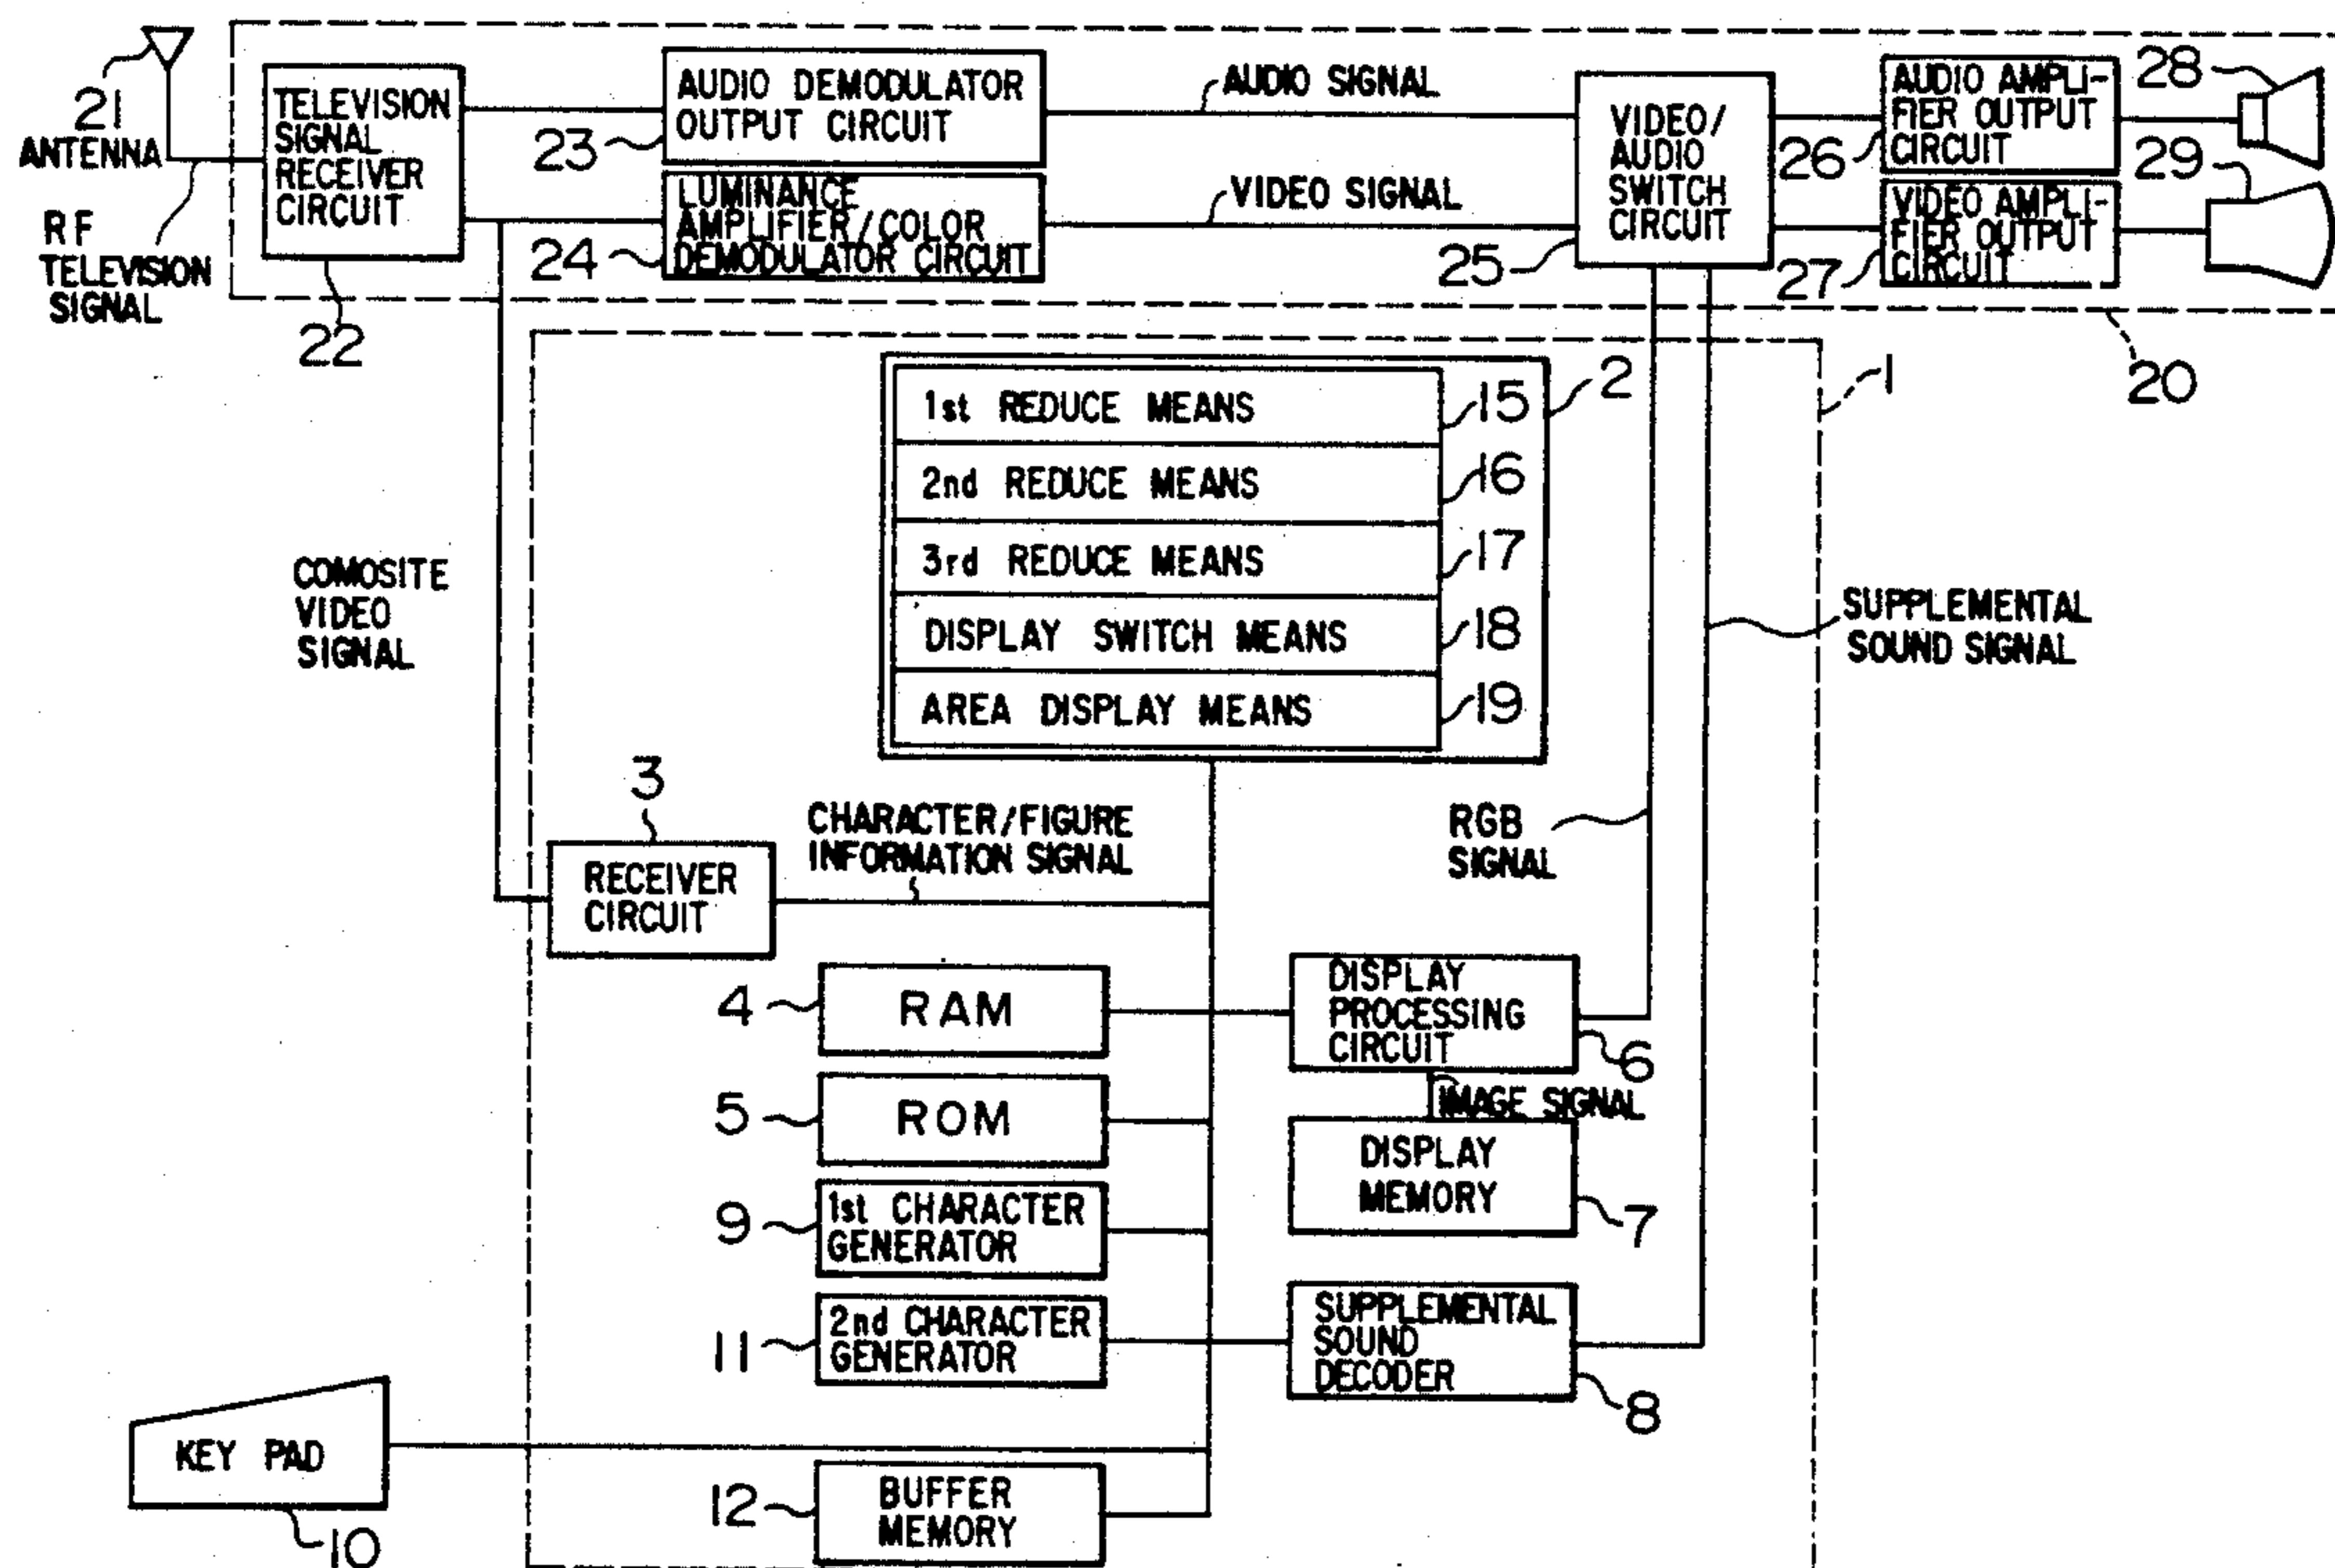 21
ANTENNA
RF
TELEVISION
SIGNAL
TELEVISION
SIGNAL
RECEIVER
CIRCUIT
22
AUDIO DEMODULATOR
OUTPUT CIRCUIT
23
LUMINANCE
AMPLIFIER/COLOR
DEMODULATOR CIRCUIT
24
AUDIO SIGNAL
VIDEO SIGNAL
VIDEO/
AUDIO
SWITCH
CIRCUIT
25
AUDIO AMPLI-
FIER OUTPUT
CIRCUIT
26
28
VIDEO AMPLI-
FIER OUTPUT
CIRCUIT
27
29
20
1
2
1st REDUCE MEANS
15
2nd REDUCE MEANS
16
3rd REDUCE MEANS
17
DISPLAY SWITCH MEANS
18
AREA DISPLAY MEANS
19
COMOSITE
VIDEO
SIGNAL
SUPPLEMENTAL
SOUND SIGNAL
3
RECEIVER
CIRCUIT
CHARACTER/FIGURE
INFORMATION SIGNAL
RGB
SIGNAL
4
RAM
DISPLAY
PROCESSING
CIRCUIT
6
IMAGE SIGNAL
5
ROM
DISPLAY
MEMORY
7
9
1st CHARACTER
GENERATOR
11
2nd CHARACTER
GENERATOR
SUPPLEMENTAL
SOUND
DECODER
8
KEY PAD
10
12
BUFFER
MEMORY